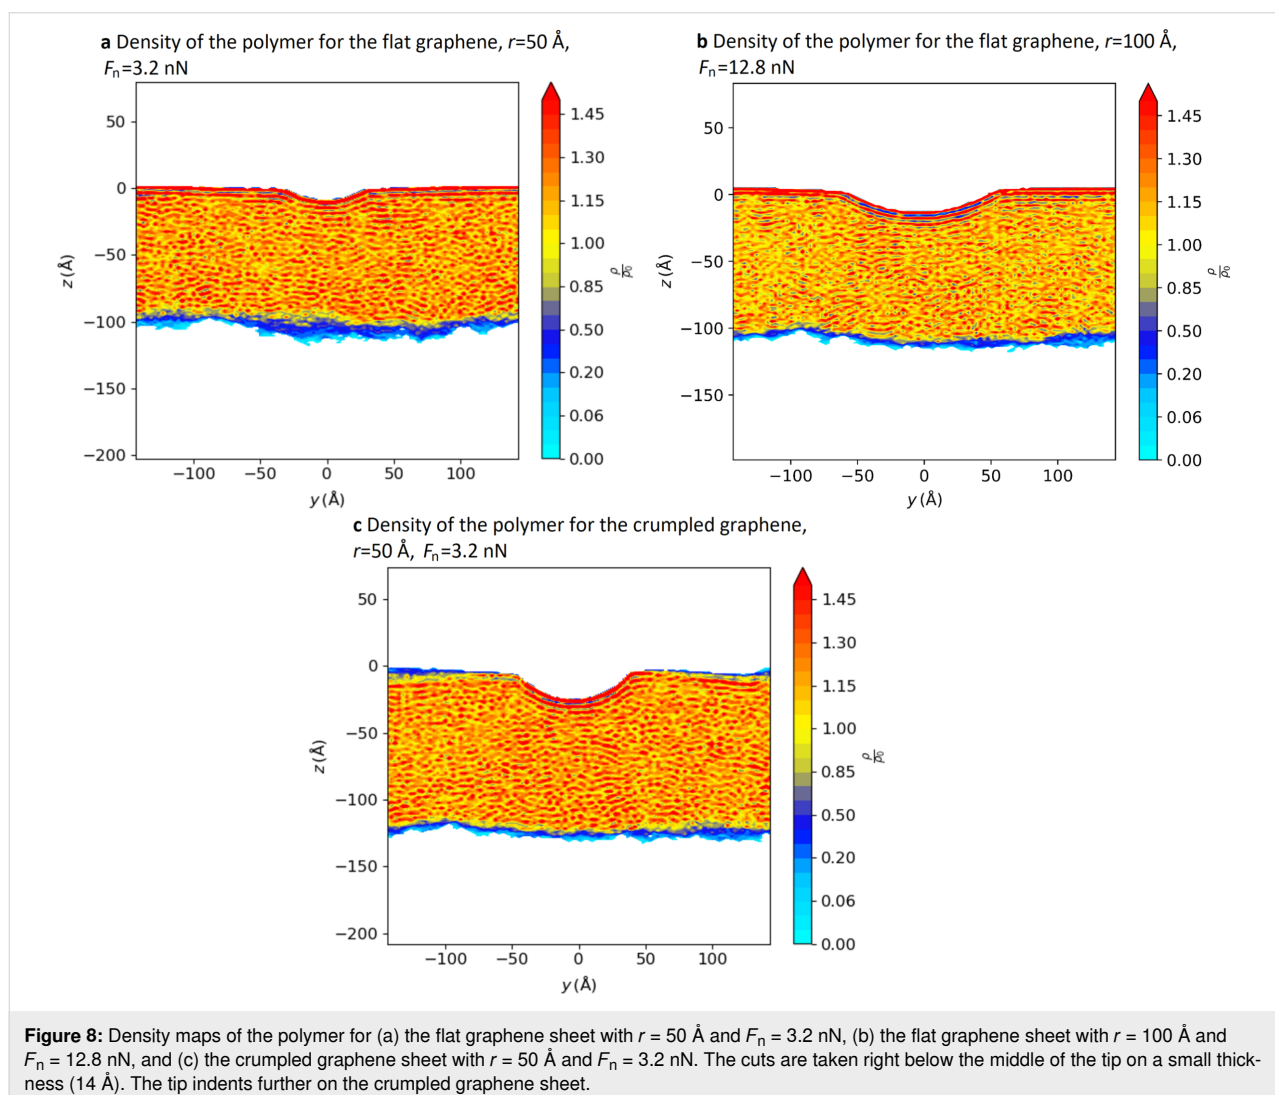 a Density of the polymer for the flat graphene, r=50 Å,
Fn=3.2 nN
b Density of the polymer for the flat graphene, r=100 Å,
Fn=12.8 nN
50
0
−50
−100
−150
−200
z (Å)
−100 −50 0 50 100
y (Å)
1.45
1.30
1.15
1.00
0.85
0.50
0.20
0.06
0.00
ρ/ρ0
50
0
−50
−100
−150
z (Å)
−100 −50 0 50 100
y (Å)
1.45
1.30
1.15
1.00
0.85
0.50
0.20
0.06
0.00
ρ/ρ0
c Density of the polymer for the crumpled graphene,
r=50 Å, Fn=3.2 nN
50
0
−50
−100
−150
−200
z (Å)
−100 −50 0 50 100
y (Å)
1.45
1.30
1.15
1.00
0.85
0.50
0.20
0.06
0.00
ρ/ρ0
Figure 8: Density maps of the polymer for (a) the flat graphene sheet with r = 50 Å and Fn = 3.2 nN, (b) the flat graphene sheet with r = 100 Å and
Fn = 12.8 nN, and (c) the crumpled graphene sheet with r = 50 Å and Fn = 3.2 nN. The cuts are taken right below the middle of the tip on a small thick-
ness (14 Å). The tip indents further on the crumpled graphene sheet.